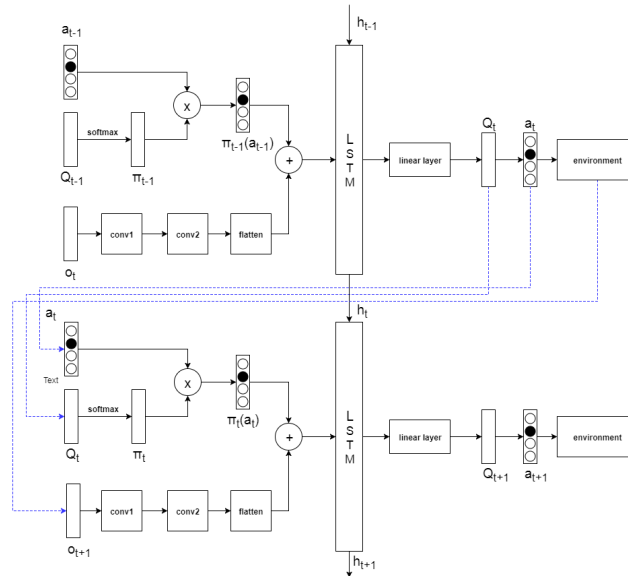 h_{t-1}
a_{t-1}
softmax
x
Q_{t-1}
π_{t-1}
π_{t-1}(a_{t-1})
+
L
S
T
M
linear layer
Q_t
a_t
environment
conv1
conv2
flatten
o_t
h_t
a_t
Text
softmax
x
Q_t
π_t
π_t(a_t)
+
L
S
T
M
linear layer
Q_{t+1}
a_{t+1}
environment
conv1
conv2
flatten
o_{t+1}
h_{t+1}